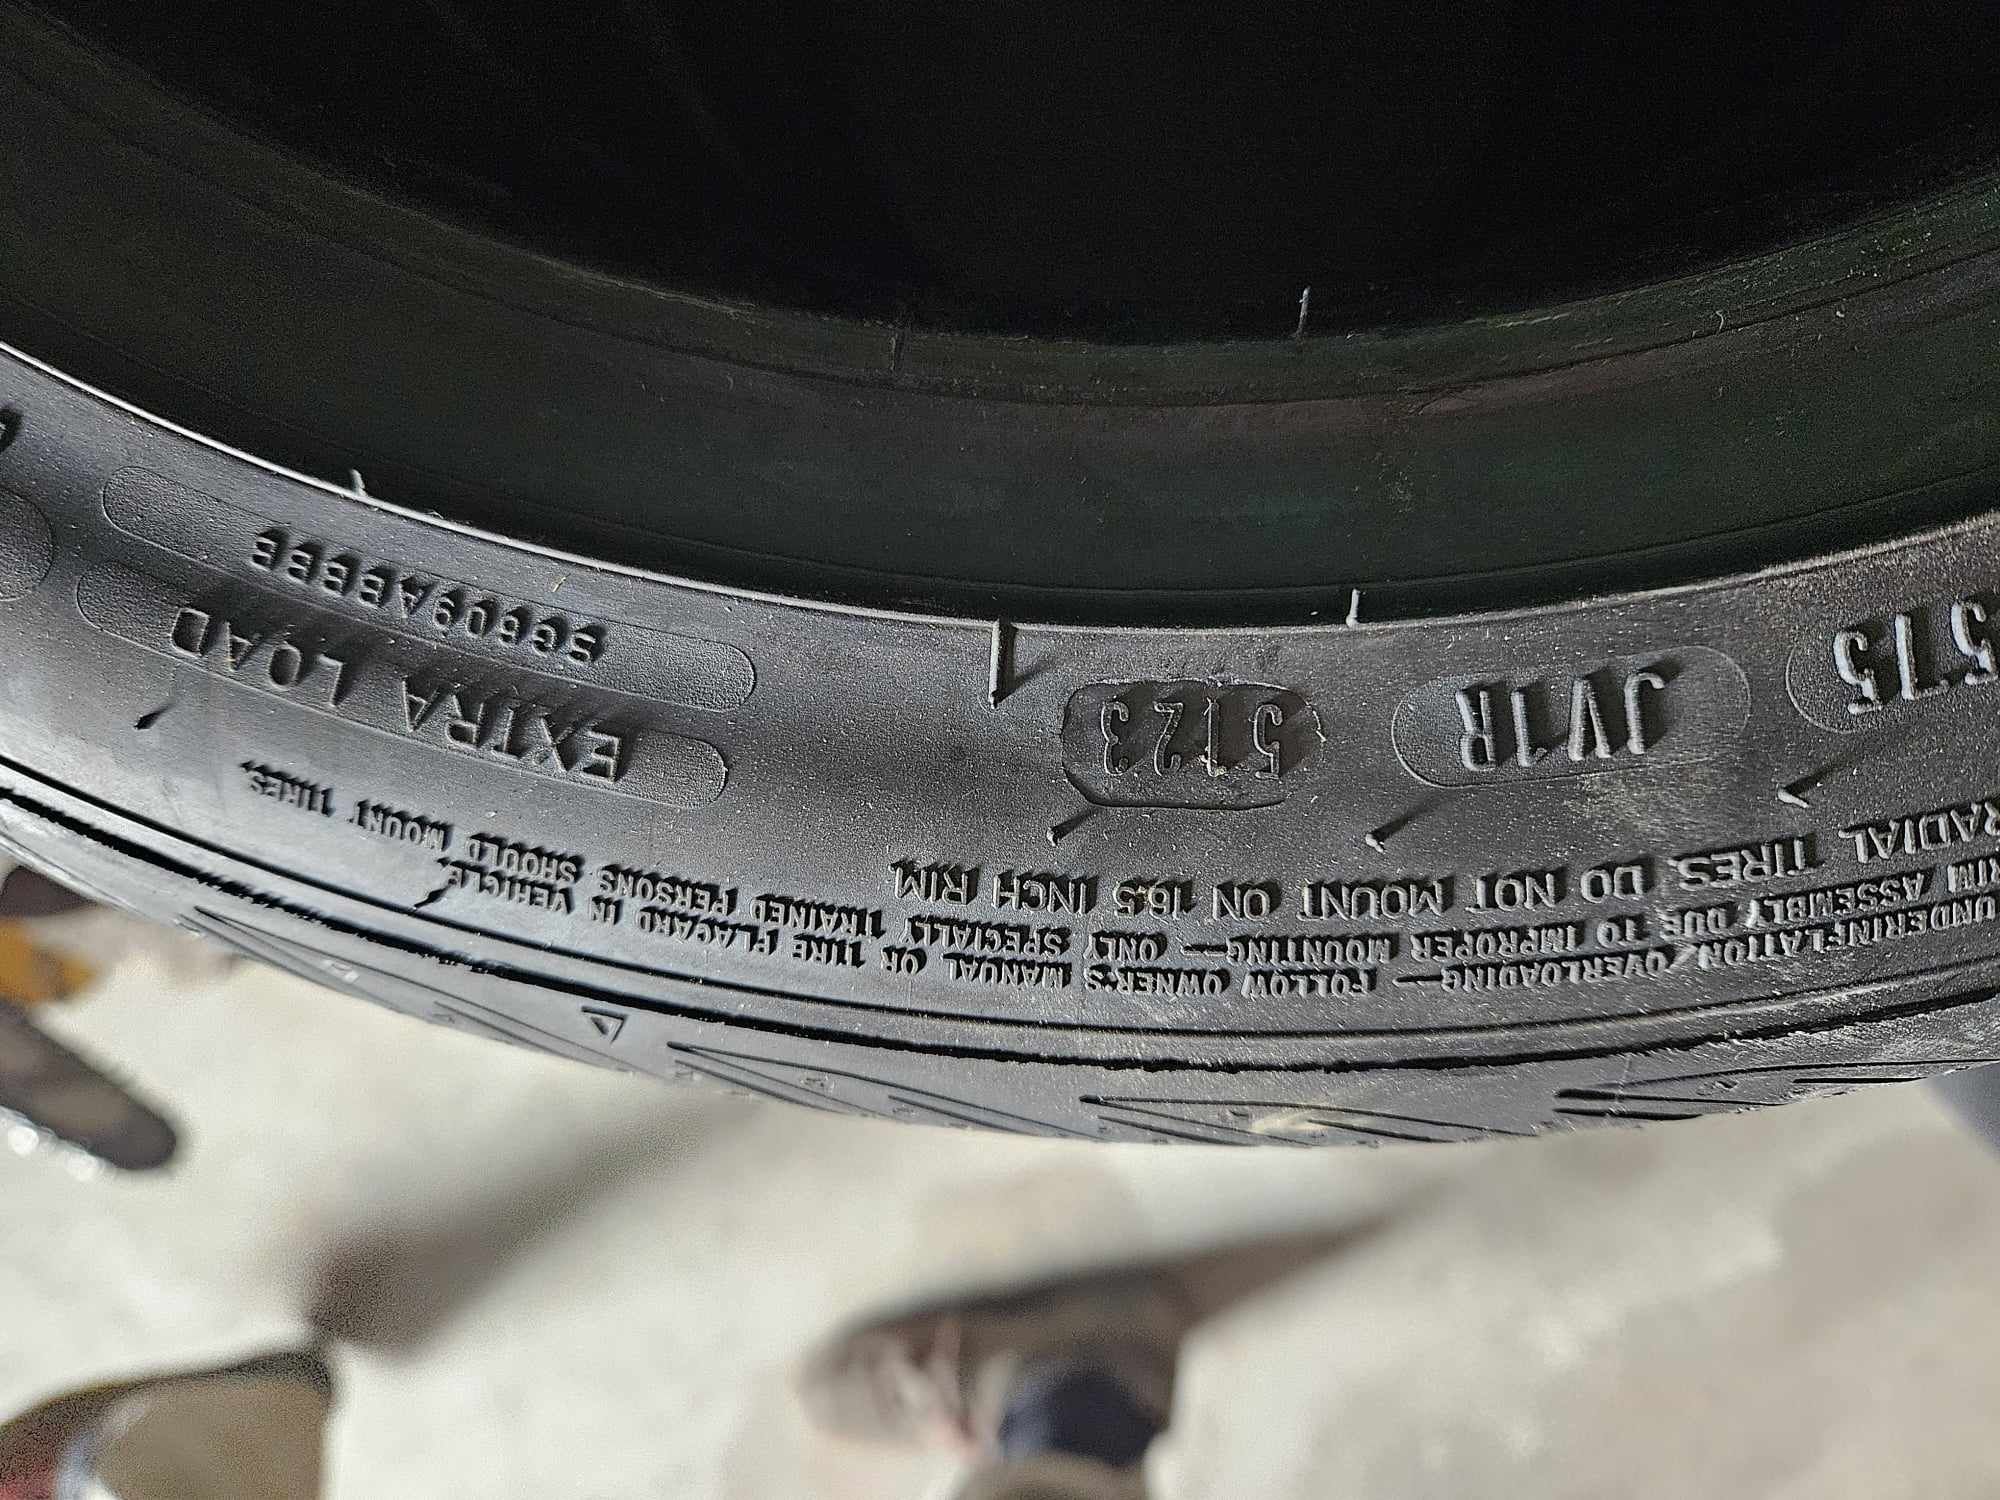 575 JV1R 5123
EXTRA LOAD
RADIAL TIRES. DO NOT MOUNT ON 16.5 INCH RIM
RIM ASSEMBLY DUE TO IMPROPER MOUNTING— ONLY SPECIALLY TRAINED PERSONS SHOULD MOUNT TIRES.
UNDERINFLATION/OVERLOADING— FOLLOW OWNER'S MANUAL OR TIRE PLACARD IN VEHICLE.